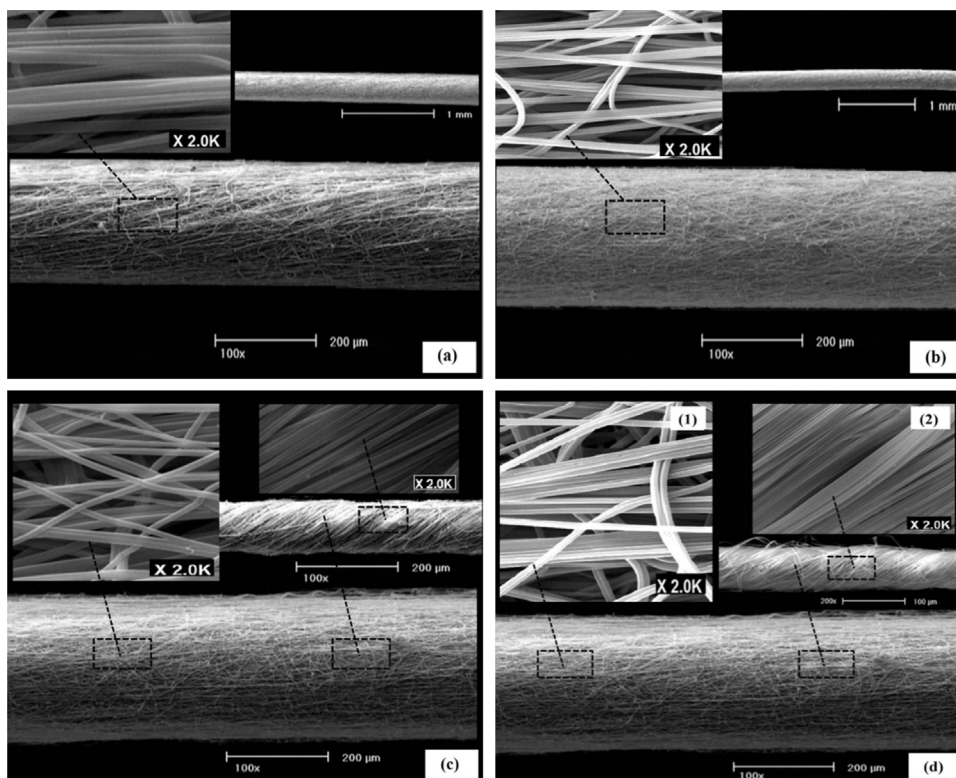 X 2.0K
1 mm
200 µm
100x
(a)
X 2.0K
1 mm
200 µm
100x
(b)
X 2.0K
X 2.0K
200 µm
100x
200 µm
100x
(c)
(1)
(2)
X 2.0K
X 2.0K
200x
100 µm
200 µm
100x
(d)